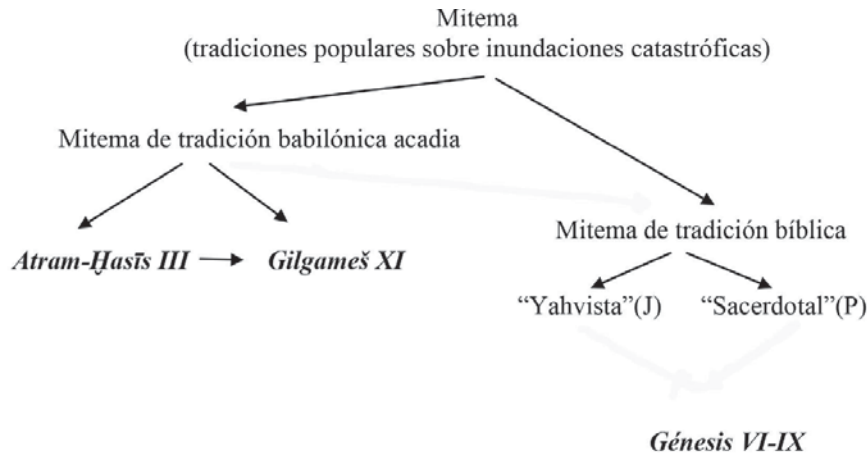 Mitema
(tradiciones populares sobre inundaciones catastróficas)
Mitema de tradición babilónica acadia
Mitema de tradición bíblica
Atram-Ḫasīs III
Gilgameš XI
“Yahvista”(J)
“Sacerdotal”(P)
Génesis VI-IX